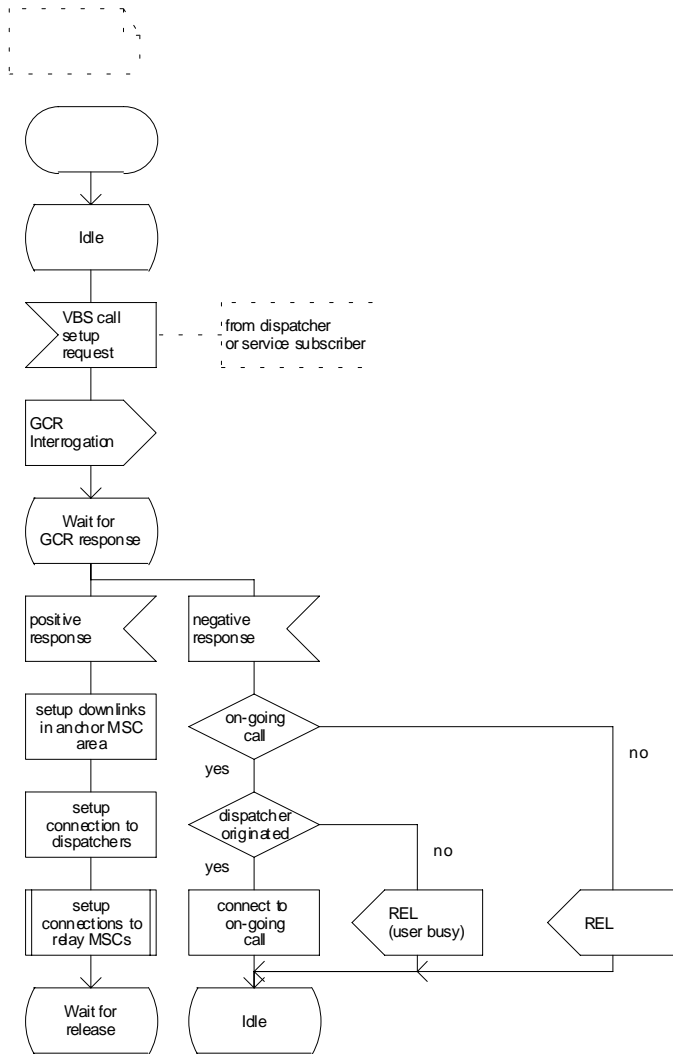 Idle
VBS call
setup
request
from dispatcher
or service subscriber
GCR
Interrogation
Wait for
GCR response
positive
response
negative
response
setup downlinks
in anchor MSC
area
on-going
call
no
yes
setup
connection to
dispatchers
dispatcher
originated
no
yes
setup
connections to
relay MSCs
connect to
on-going
call
REL
(user busy)
REL
Wait for
release
Idle